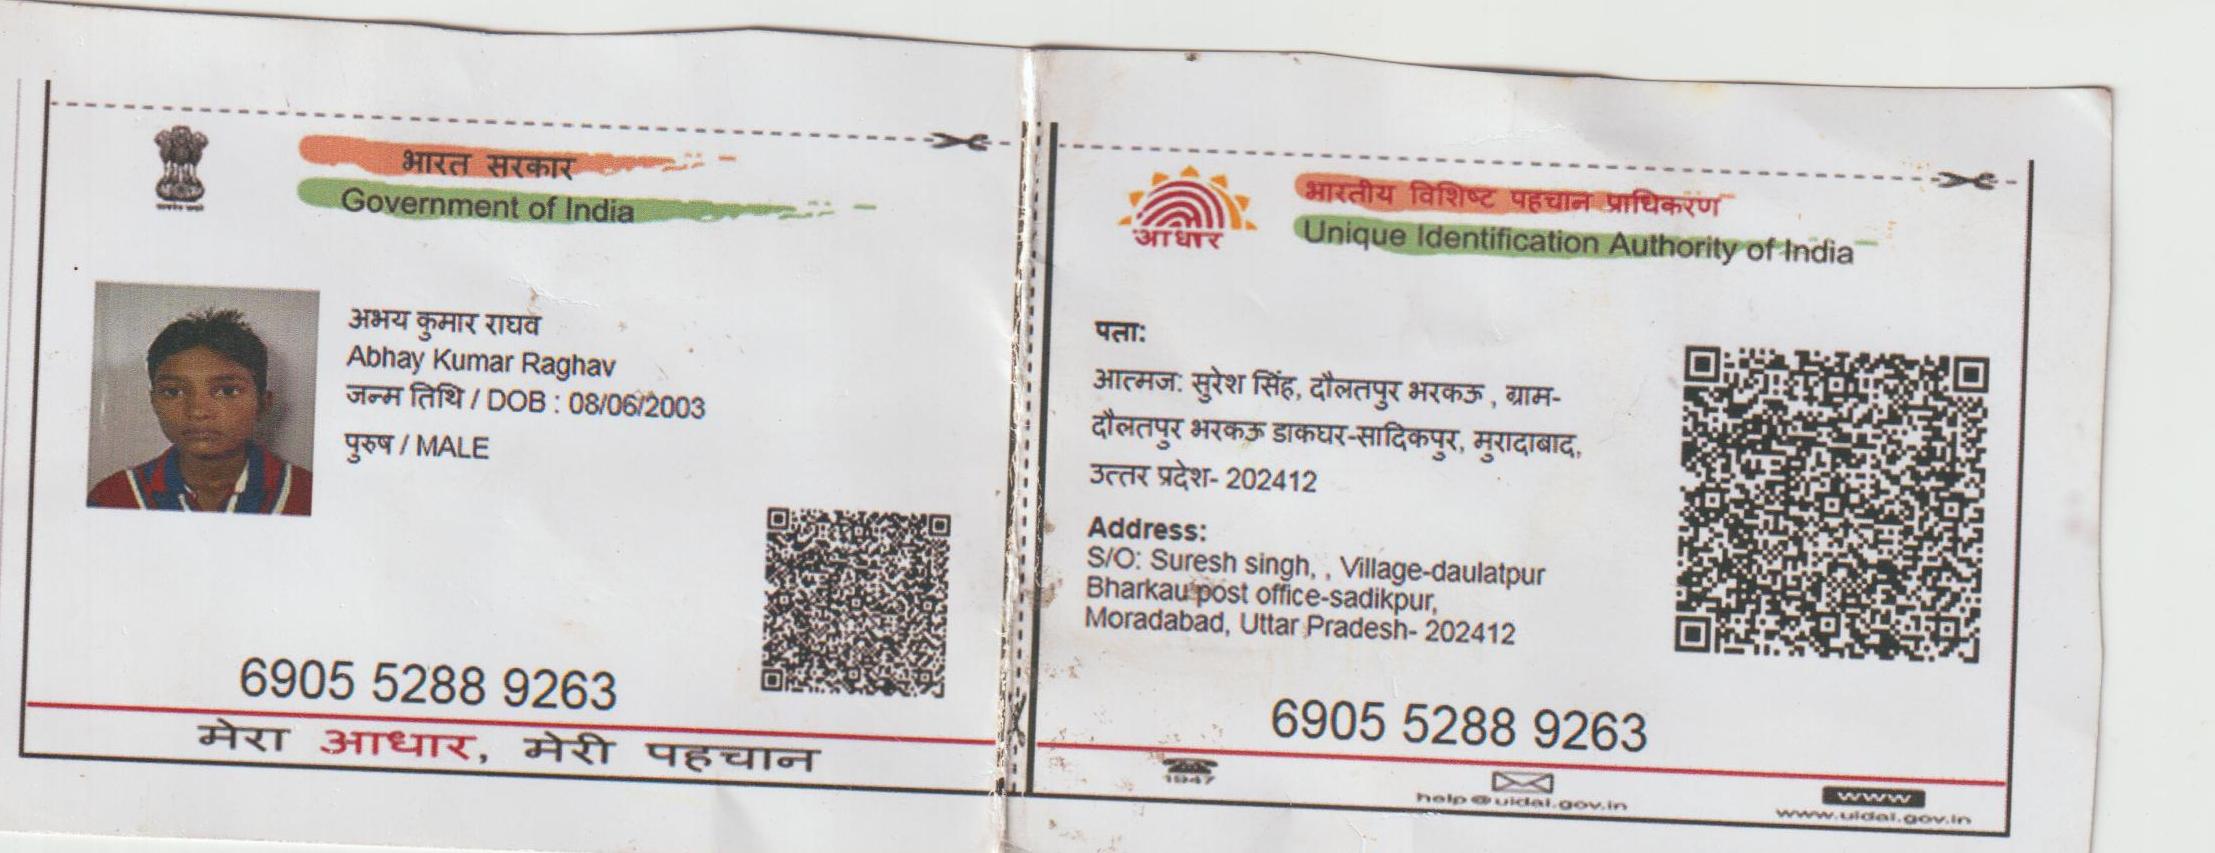 भारत सरकार
Government of India
अभय कुमार राघव
Abhay Kumar Raghav
जन्म तिथि / DOB : 08/06/2003
पुरुष / MALE
6905 5288 9263
मेरा आधार, मेरी पहचान
आधार
भारतीय विशिष्ट पहचान प्राधिकरण
Unique Identification Authority of India
पता:
आत्मज: सुरेश सिंह, दौलतपुर भरकऊ , ग्राम-
दौलतपुर भरकऊ डाकघर-सादिकपुर, मुरादाबाद,
उत्तर प्रदेश- 202412
Address:
S/O: Suresh singh, , Village-daulatpur
Bharkau post office-sadikpur,
Moradabad, Uttar Pradesh- 202412
6905 5288 9263
1947
help@uidai.gov.in
www
www.uidai.gov.in